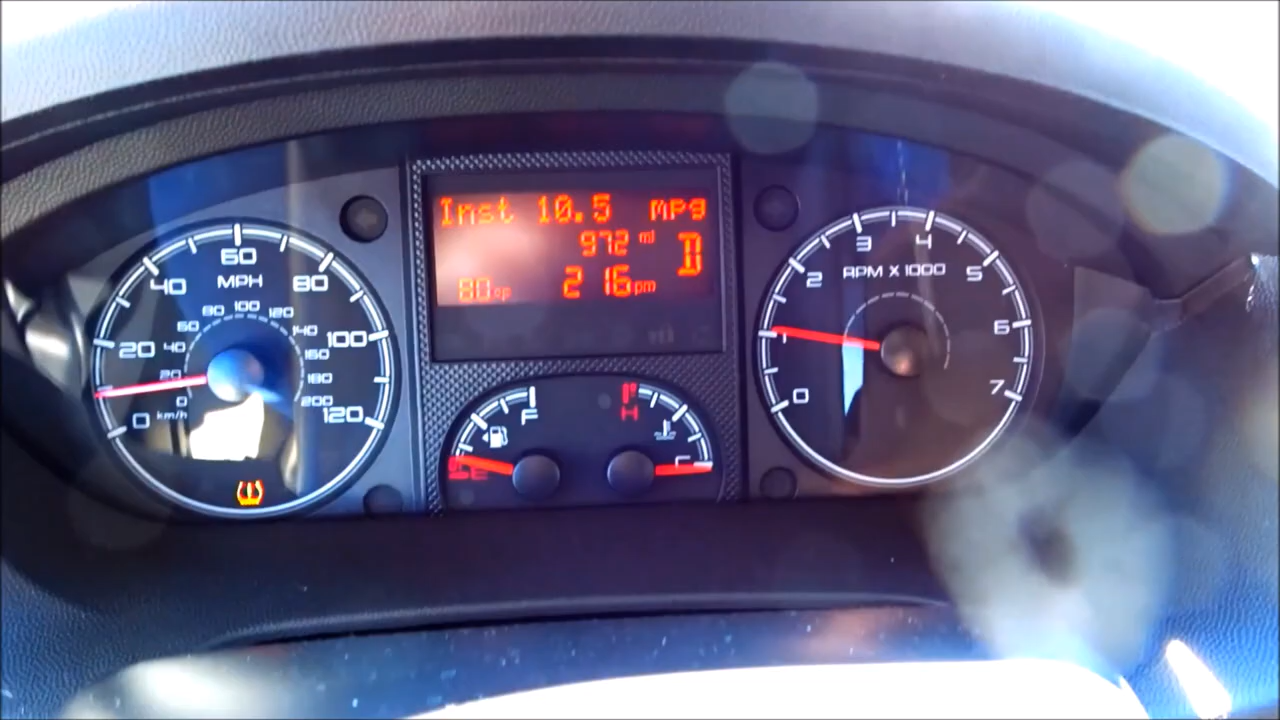 Inst 10.5 mpg
972 mi
D
80 OF
2 16 pm
60
MPH
40
80
20
100
0
120
80 100 120
60 140
40 160
20 180
0 200
km/h
F
E
H
C
3 4
RPM X 1000
2 5
1 6
0 7